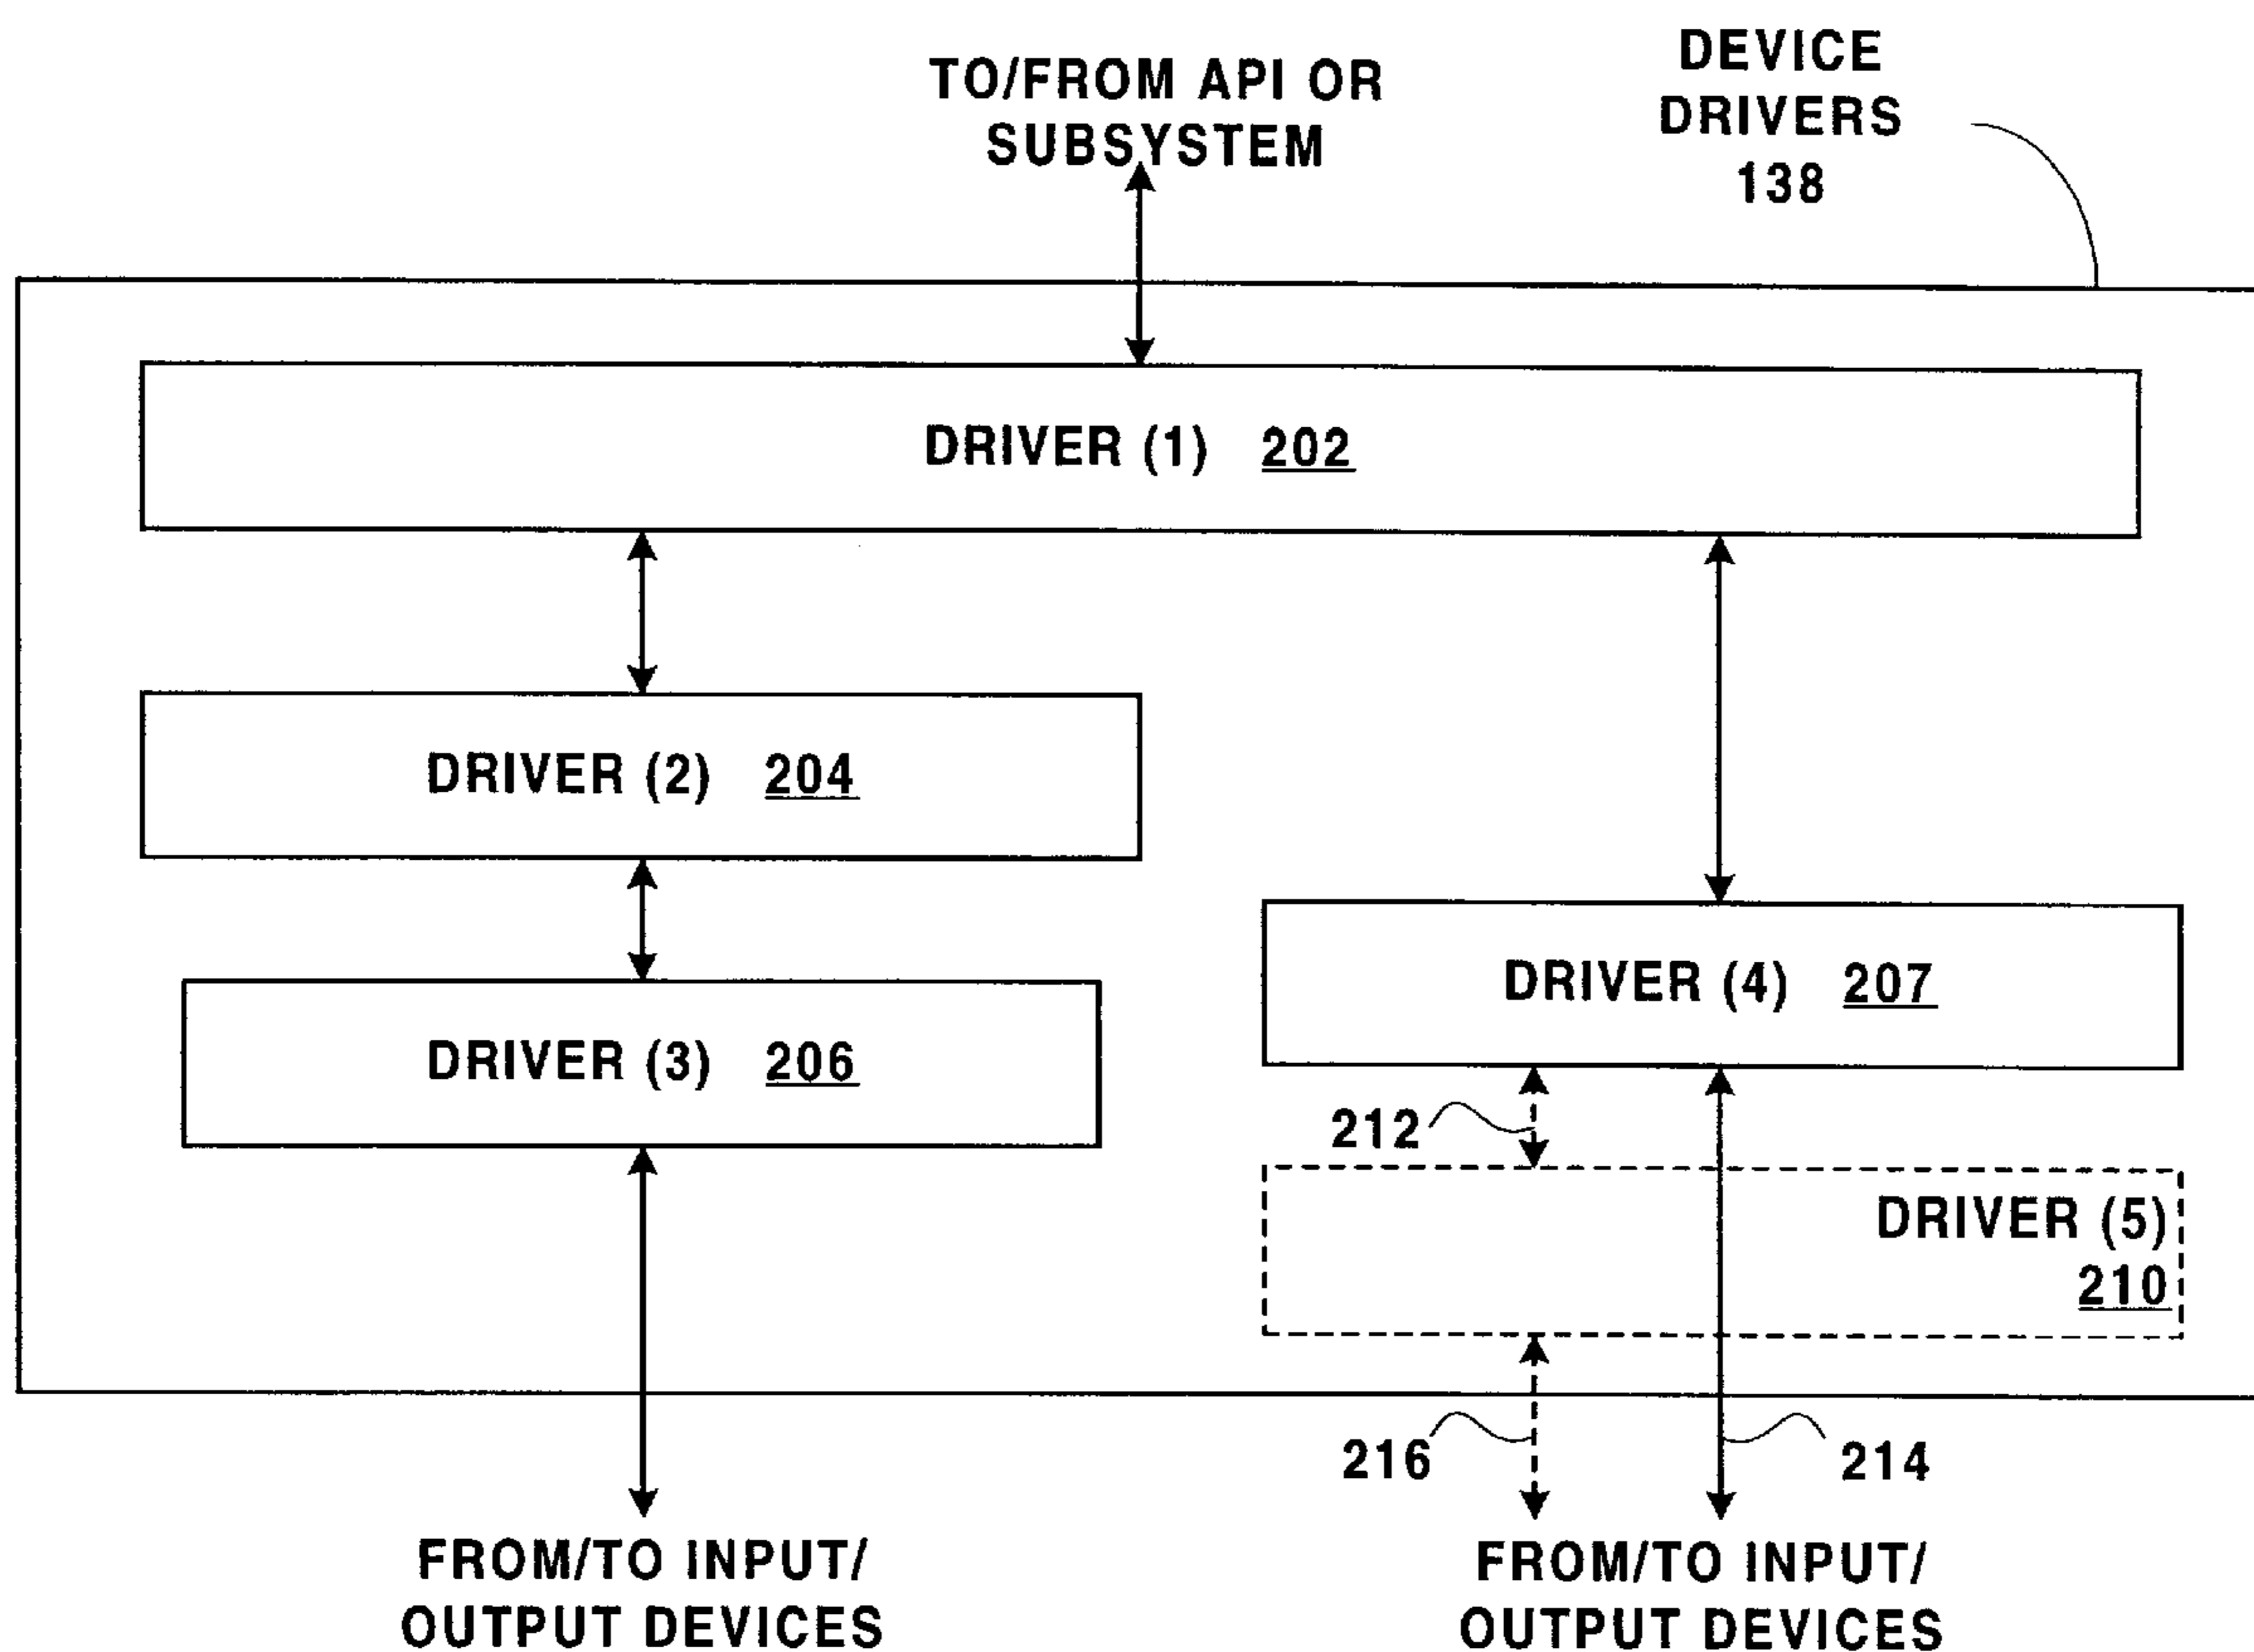 TO/FROM API OR
SUBSYSTEM
DEVICE
DRIVERS
138
DRIVER (1) 202
DRIVER (2) 204
DRIVER (3) 206
DRIVER (4) 207
212
DRIVER (5)
210
216
214
FROM/TO INPUT/
OUTPUT DEVICES
FROM/TO INPUT/
OUTPUT DEVICES